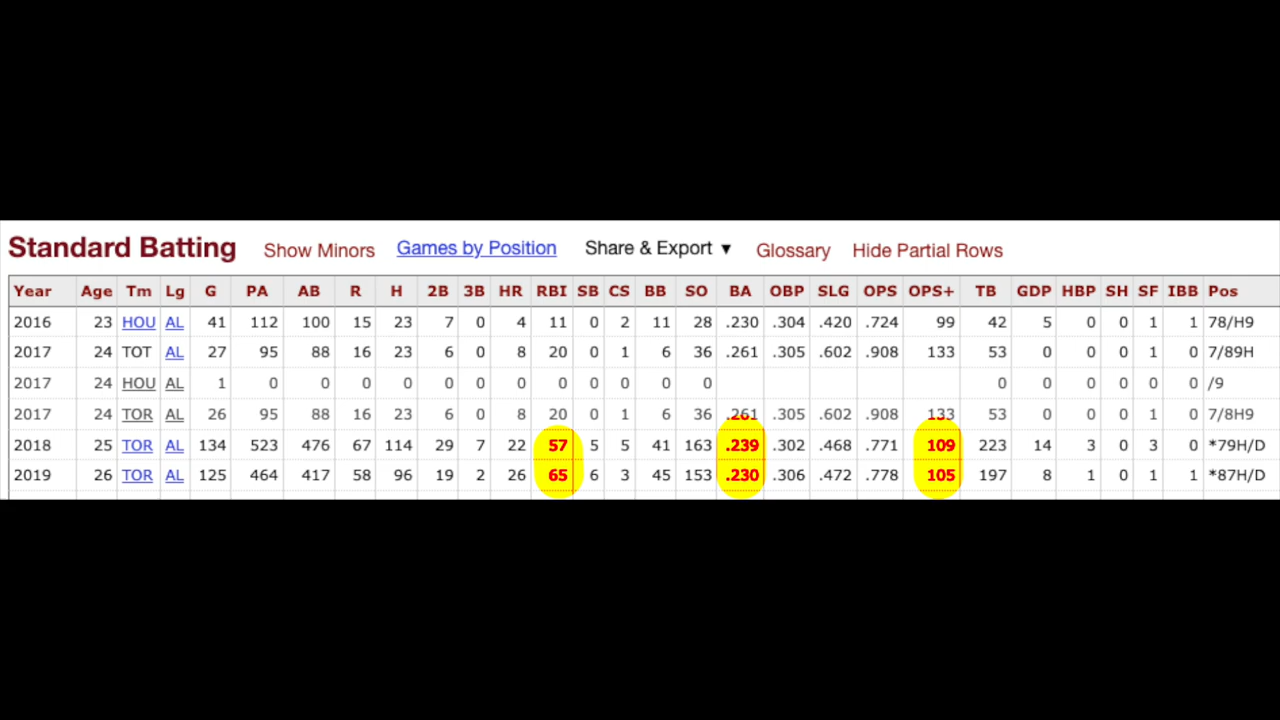 Standard Batting Show Minors Games by Position Share & Export ▼ Glossary Hide Partial Rows
Year Age Tm Lg G PA AB R H 2B 3B HR RBI SB CS BB SO BA OBP SLG OPS OPS+ TB GDP HBP SH SF IBB Pos
2016 23 HOU AL 41 112 100 15 23 7 0 4 11 0 2 11 28 .230 .304 .420 .724 99 42 5 0 0 1 1 78/H9
2017 24 TOT AL 27 95 88 16 23 6 0 8 20 0 1 6 36 .261 .305 .602 .908 133 53 0 0 0 1 0 7/89H
2017 24 HOU AL 1 0 0 0 0 0 0 0 0 0 0 0 0 0 0 0 0 0 0 /9
2017 24 TOR AL 26 95 88 16 23 6 0 8 20 0 1 6 36 .261 .305 .602 .908 133 53 0 0 0 1 0 7/8H9
2018 25 TOR AL 134 523 476 67 114 29 7 22 57 5 5 41 163 .239 .302 .468 .771 109 223 14 3 0 3 0 *79H/D
2019 26 TOR AL 125 464 417 58 96 19 2 26 65 6 3 45 153 .230 .306 .472 .778 105 197 8 1 0 1 1 *87H/D